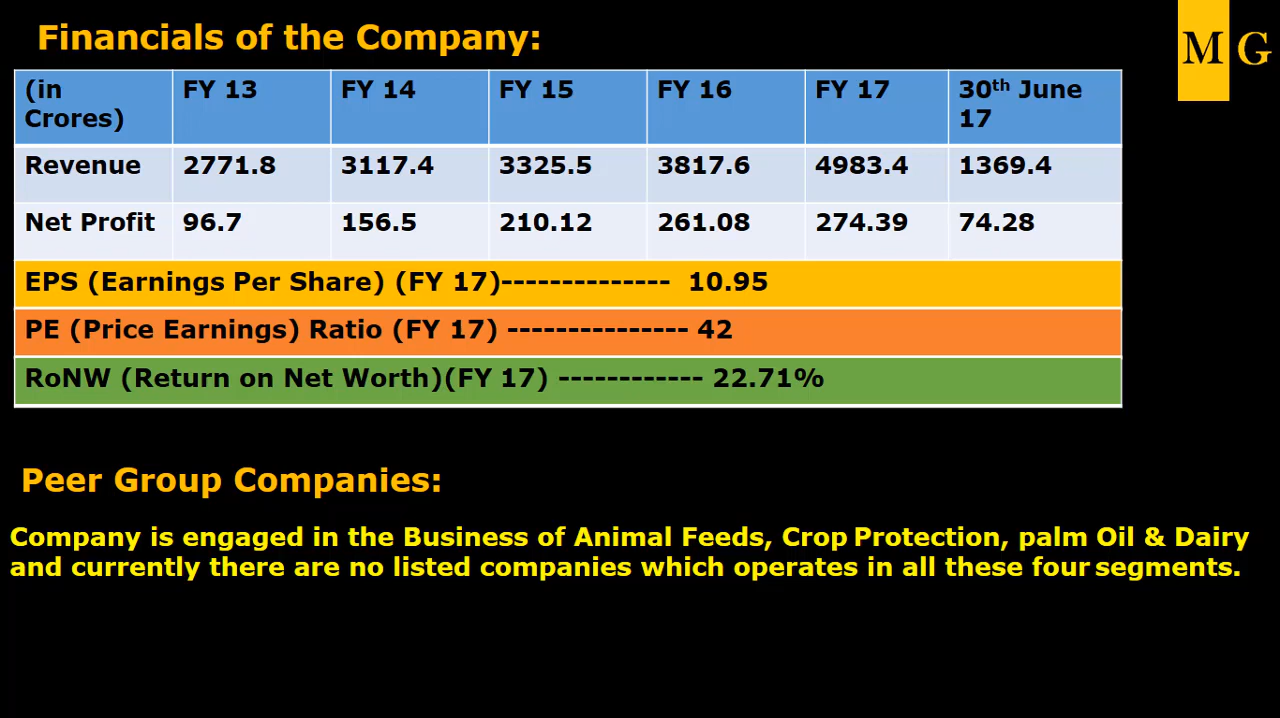 Financials of the Company:
M G
(in Crores) FY 13 FY 14 FY 15 FY 16 FY 17 30th June 17
Revenue 2771.8 3117.4 3325.5 3817.6 4983.4 1369.4
Net Profit 96.7 156.5 210.12 261.08 274.39 74.28
EPS (Earnings Per Share) (FY 17)-------------- 10.95
PE (Price Earnings) Ratio (FY 17) --------------- 42
RoNW (Return on Net Worth)(FY 17) ------------ 22.71%
Peer Group Companies:
Company is engaged in the Business of Animal Feeds, Crop Protection, palm Oil & Dairy
and currently there are no listed companies which operates in all these four segments.